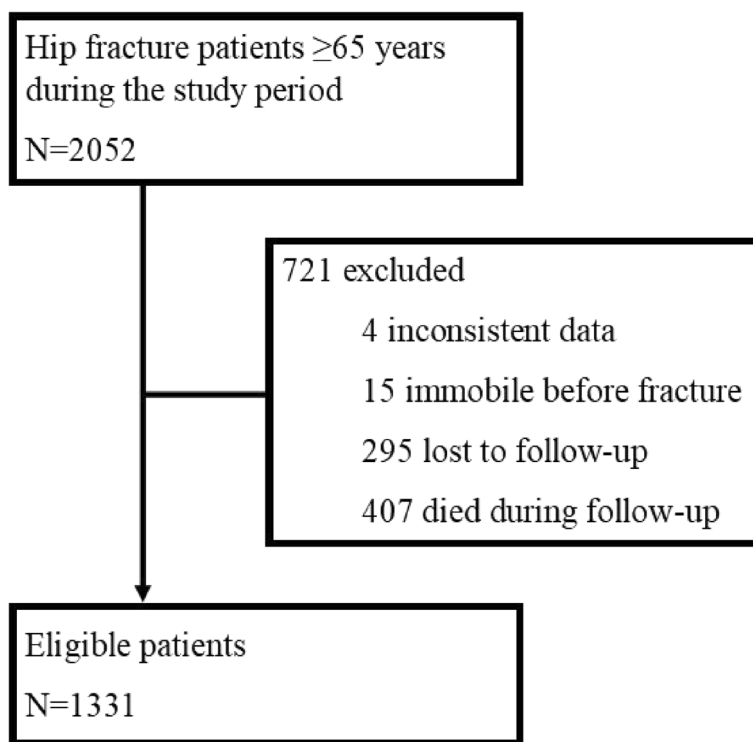 Hip fracture patients ≥65 years
during the study period
N=2052
721 excluded
4 inconsistent data
15 immobile before fracture
295 lost to follow-up
407 died during follow-up
Eligible patients
N=1331